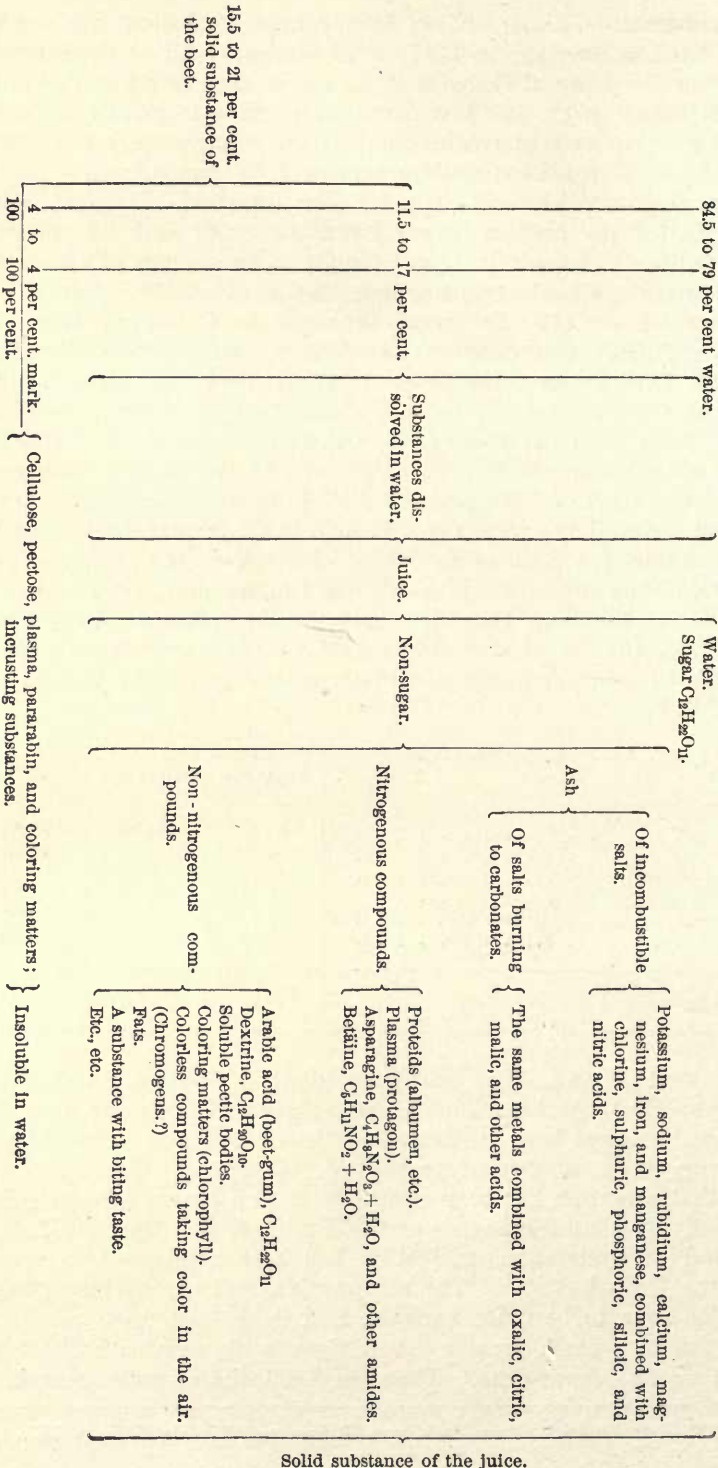 84.5 to 79 per cent water.
15.5 to 21 per cent.
solid substance of
the beet.
11.5 to 17 per cent.
4 to 4 per cent. mark.
100 100 per cent.
Substances dis-
solved in water.
Juice.
Water.
Sugar C₁₂H₂₂O₁₁.
Non-sugar.
Ash
Of incombustible
salts.
Potassium, sodium, rubidium, calcium, mag-
nesium, iron, and manganese, combined with
chlorine, sulphuric, phosphoric, silicic, and
nitric acids.
Of salts burning
to carbonates.
The same metals combined with oxalic, citric,
malic, and other acids.
Nitrogenous compounds.
Proteids (albumen, etc.).
Plasma (protagon).
Asparagine, C₄H₈N₂O₃ + H₂O, and other amides.
Betäine, C₅H₁₁NO₂ + H₂O.
Non-nitrogenous com-
pounds.
Arabic acid (beet-gum), C₁₂H₂₂O₁₁
Dextrine, C₁₂H₂₀O₁₀.
Soluble pectic bodies.
Coloring matters (chlorophyll).
Colorless compounds taking color in the air.
(Chromogens.?)
Fats.
A substance with biting taste.
Etc., etc.
Solid substance of the juice.
Cellulose, pectose, plasma, pararabin, and coloring matters;
incrusting substances.
Insoluble in water.